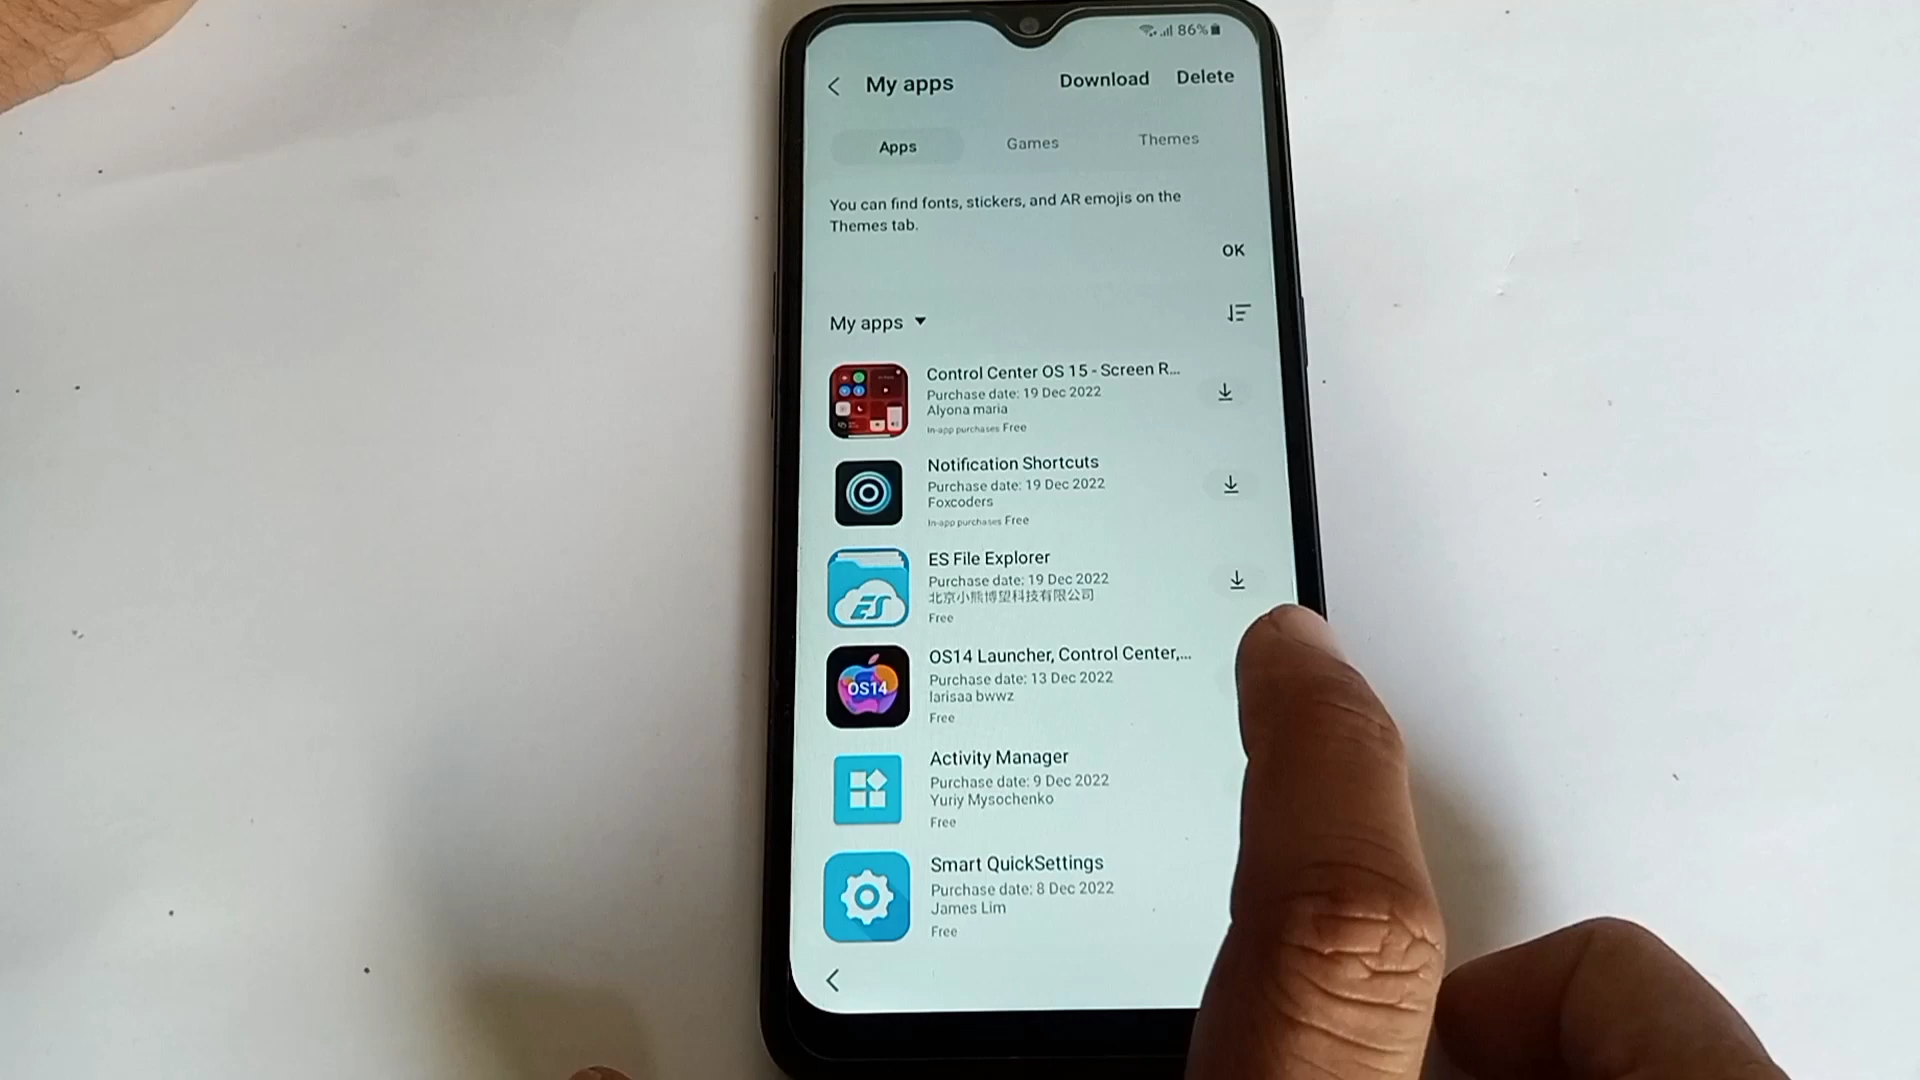 86%
My apps
Download
Delete
Apps
Games
Themes
You can find fonts, stickers, and AR emojis on the
Themes tab.
OK
My apps
Control Center OS 15 - Screen R...
Purchase date: 19 Dec 2022
Alyona maria
In-app purchases Free
Notification Shortcuts
Purchase date: 19 Dec 2022
Foxcoders
In-app purchases Free
ES File Explorer
Purchase date: 19 Dec 2022
北京小熊博望科技有限公司
Free
ES
OS14 Launcher, Control Center,...
Purchase date: 13 Dec 2022
larisaa bwwz
Free
OS14
Activity Manager
Purchase date: 9 Dec 2022
Yuriy Mysochenko
Free
Smart QuickSettings
Purchase date: 8 Dec 2022
James Lim
Free